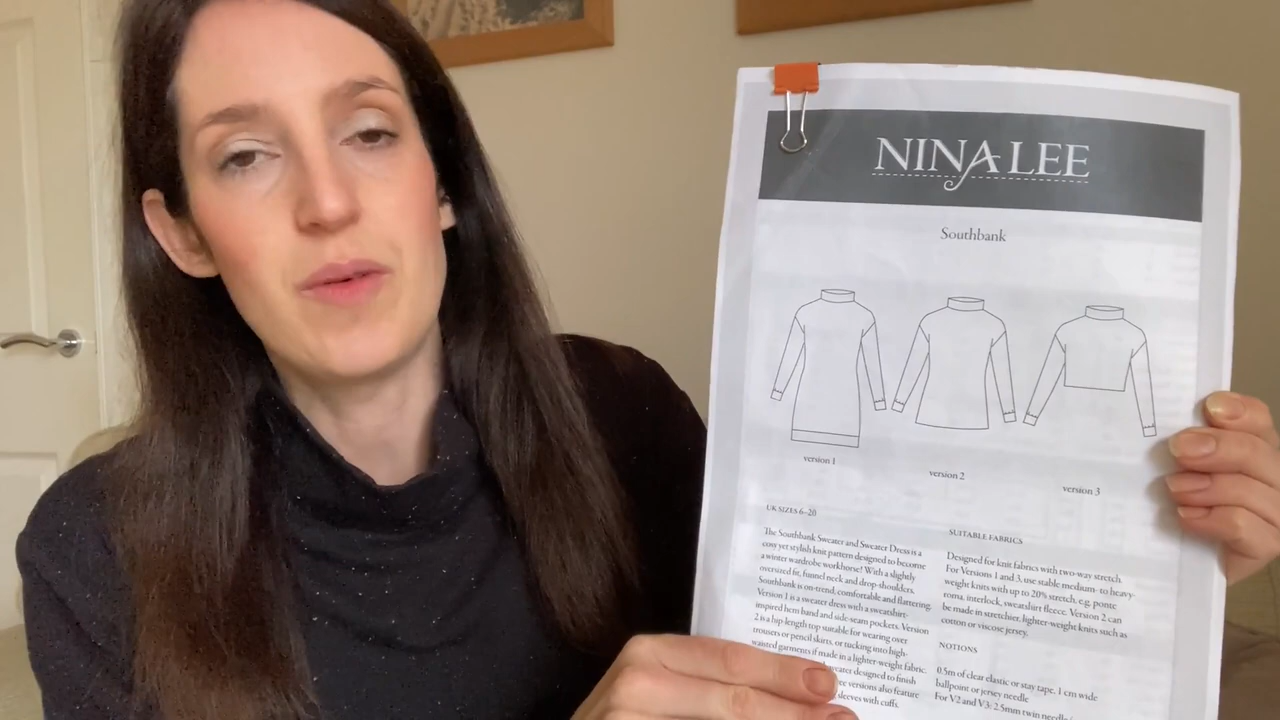 NINA LEE
Southbank
version 1
version 2
version 3
UK SIZES 6-20
The Southbank Sweater and Sweater Dress is a
cosy yet stylish knit pattern designed to become
a winter wardrobe workhorse! With a slightly
oversized fit, funnel neck and drop-shoulders,
Southbank is on-trend, comfortable and flattering.
Version 1 is a sweater dress with a sweatshirt-
inspired hem band and side-seam pockets. Version
2 is a hip-length top suitable for wearing over
trousers or pencil skirts, or tucking into high-
waisted garments if made in a lighter-weight fabric.
sweater designed to finish
versions also feature
sleeves with cuffs.
SUITABLE FABRICS
Designed for knit fabrics with two-way stretch.
For Versions 1 and 3, use stable medium- to heavy-
weight knits with up to 20% stretch, e.g. ponte
roma, interlock, sweatshirt fleece. Version 2 can
be made in stretchier, lighter-weight knits such as
cotton or viscose jersey.
NOTIONS
0.5m of clear elastic or stay tape. 1 cm wide
ballpoint or jersey needle
For V2 and V3: 2.5mm twin needle